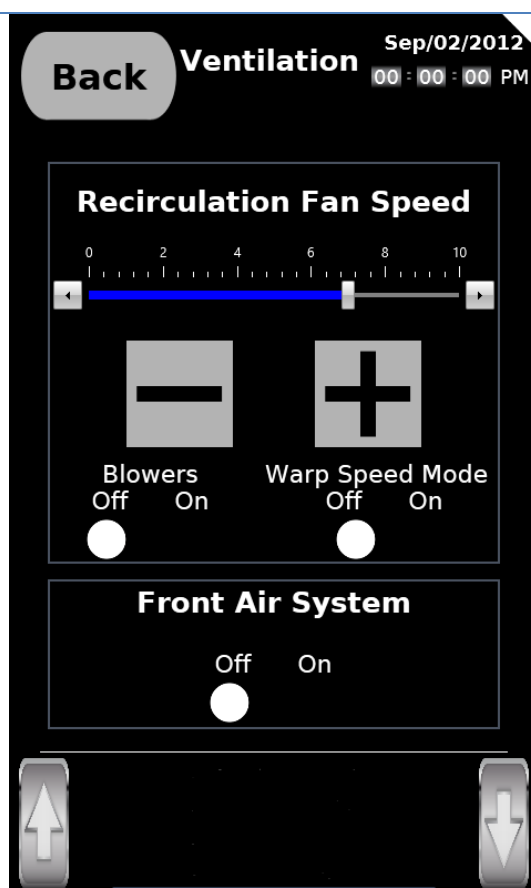 Back
Ventilation
Sep/02/2012
00 : 00 : 00 PM
Recirculation Fan Speed
0 2 4 6 8 10
Blowers
Off On
Warp Speed Mode
Off On
Front Air System
Off On